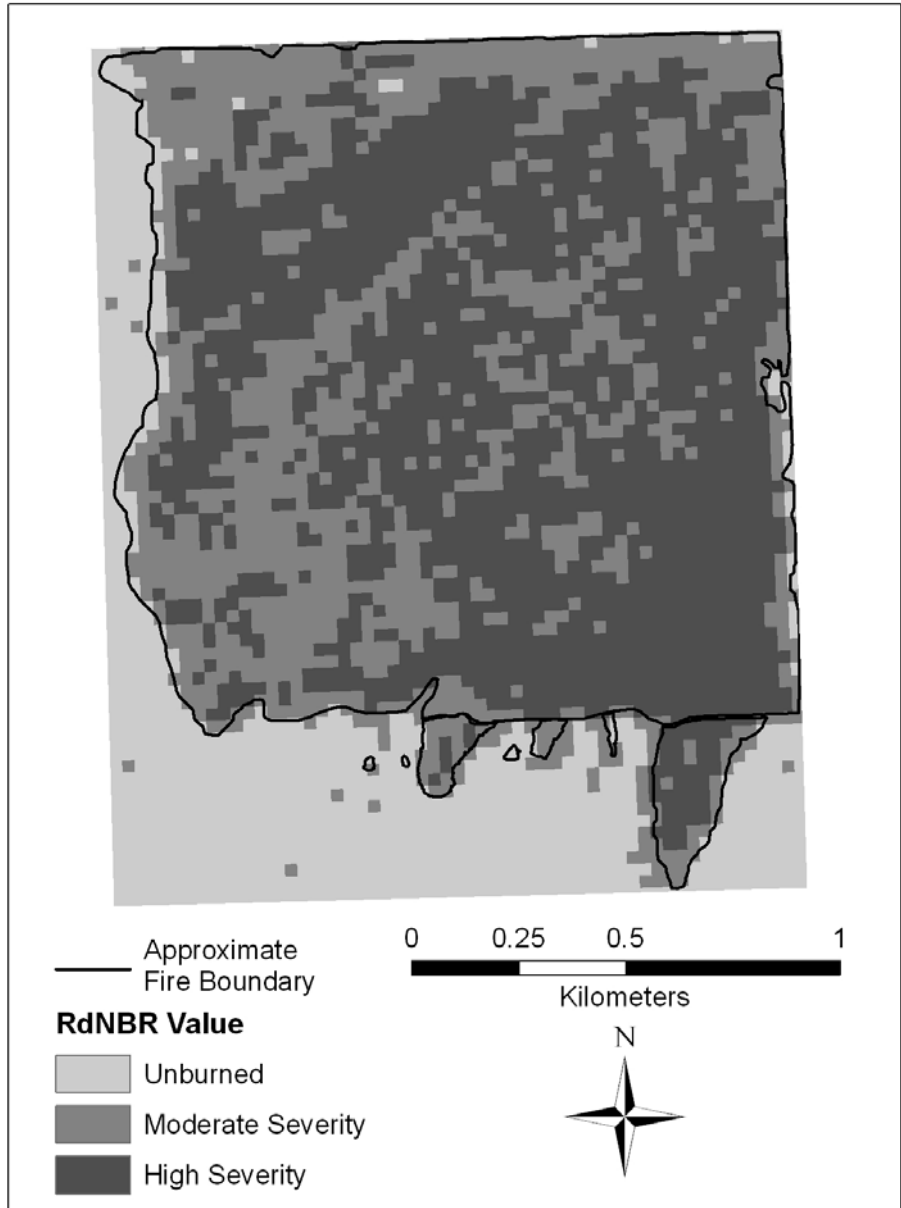 Approximate
Fire Boundary
0 0.25 0.5 1
Kilometers
RdNBR Value
N
Unburned
Moderate Severity
High Severity